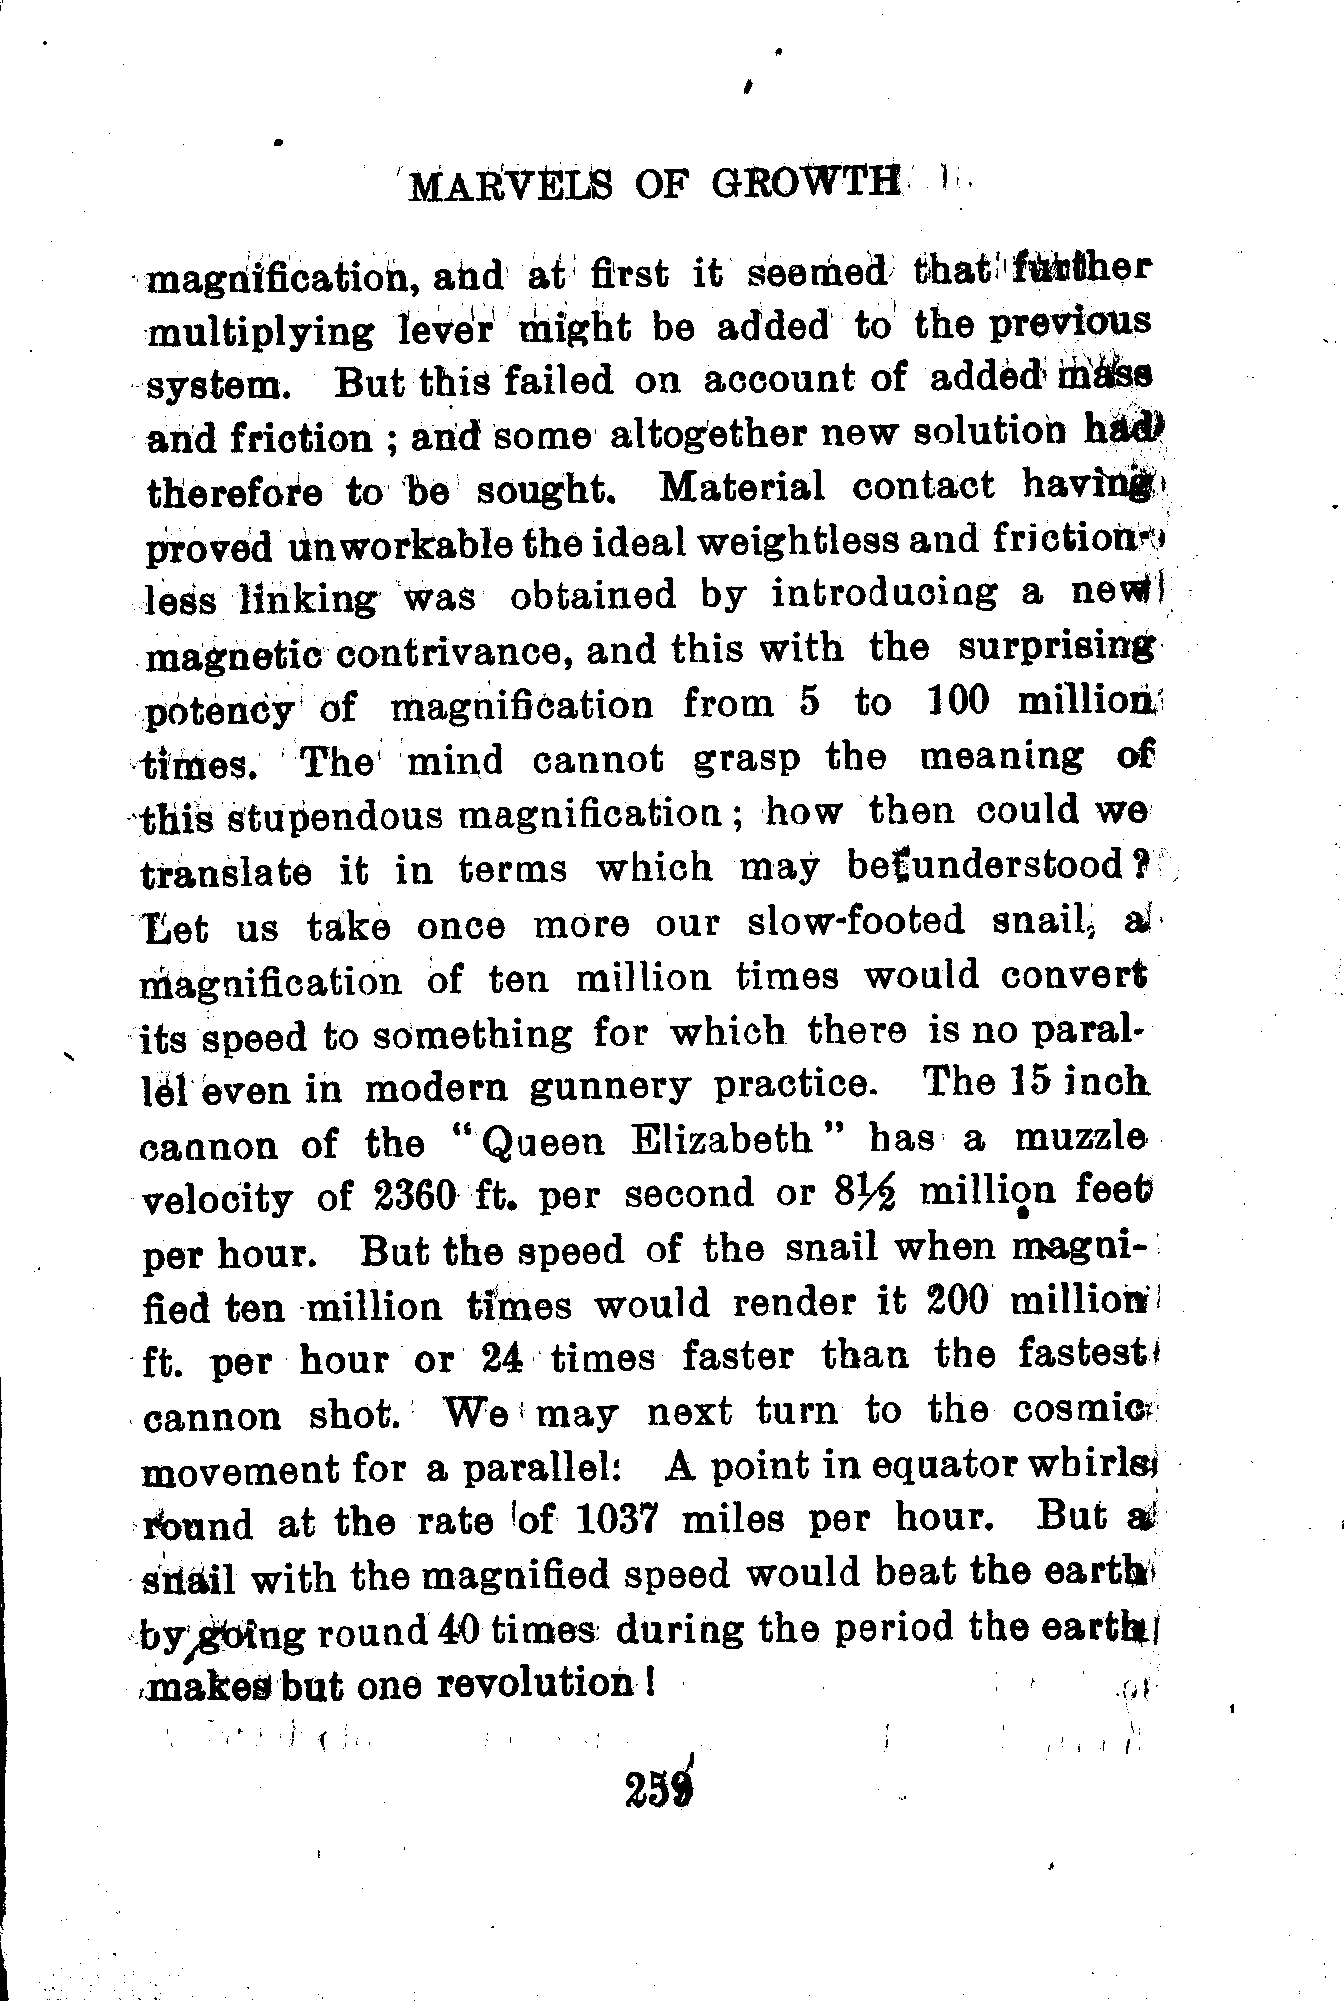 MARVELS OF GROWTH
magnification, and at first it seemed that further
multiplying lever might be added to the previous
system. But this failed on account of added mass
and friction ; and some altogether new solution had
therefore to be sought. Material contact having
proved unworkable the ideal weightless and friction-
less linking was obtained by introducing a new
magnetic contrivance, and this with the surprising
potency of magnification from 5 to 100 million
times. The mind cannot grasp the meaning of
this stupendous magnification ; how then could we
translate it in terms which may be understood ?
Let us take once more our slow-footed snail, a
magnification of ten million times would convert
its speed to something for which there is no paral-
lel even in modern gunnery practice. The 15 inch
cannon of the “ Queen Elizabeth ” has a muzzle
velocity of 2360 ft. per second or 8½ million feet
per hour. But the speed of the snail when magni-
fied ten million times would render it 200 million
ft. per hour or 24 times faster than the fastest
cannon shot. We may next turn to the cosmic
movement for a parallel: A point in equator whirls
round at the rate of 1037 miles per hour. But a
snail with the magnified speed would beat the earth
by going round 40 times during the period the earth
makes but one revolution !
259